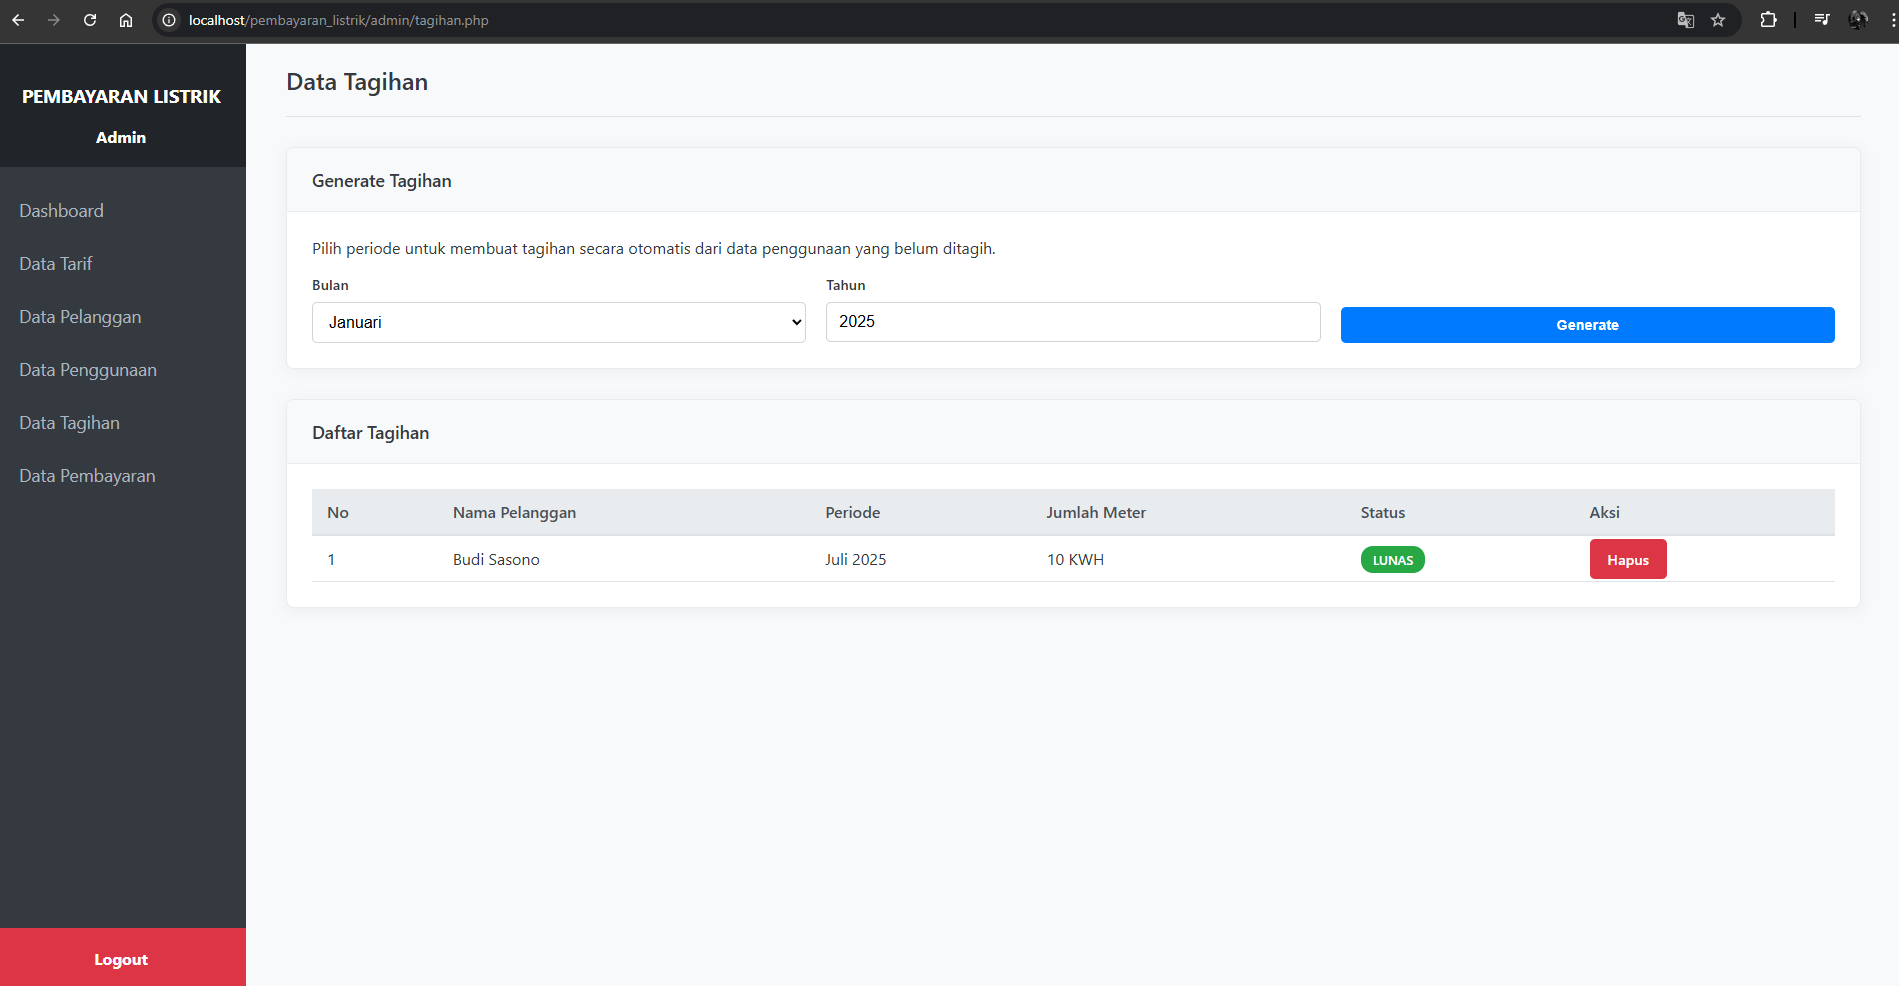 localhost/pembayaran_listrik/admin/tagihan.php
PEMBAYARAN LISTRIK
Admin
Dashboard
Data Tarif
Data Pelanggan
Data Penggunaan
Data Tagihan
Data Pembayaran
Logout
Data Tagihan
Generate Tagihan
Pilih periode untuk membuat tagihan secara otomatis dari data penggunaan yang belum ditagih.
Bulan Tahun
Januari 2025 Generate
Daftar Tagihan
No Nama Pelanggan Periode Jumlah Meter Status Aksi
1 Budi Sasono Juli 2025 10 KWH LUNAS Hapus